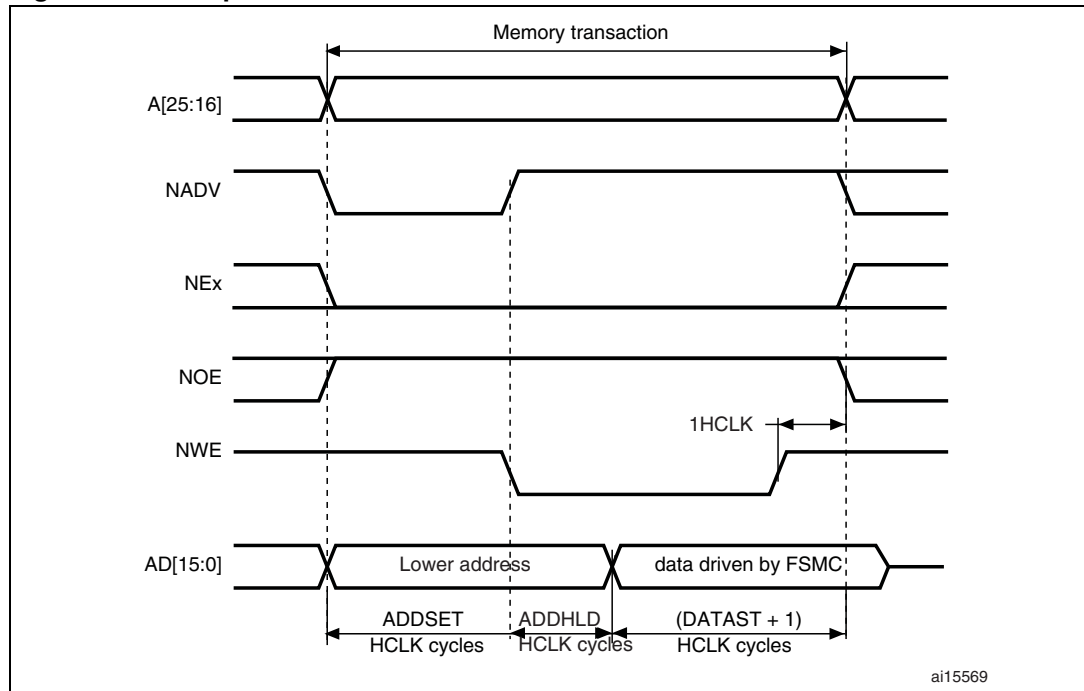 Memory transaction
A[25:16]
NADV
NEx
NOE
1HCLK
NWE
AD[15:0]
Lower address
data driven by FSMC
ADDSET
HCLK cycles
ADDHLD
HCLK cycles
(DATAST + 1)
HCLK cycles
ai15569